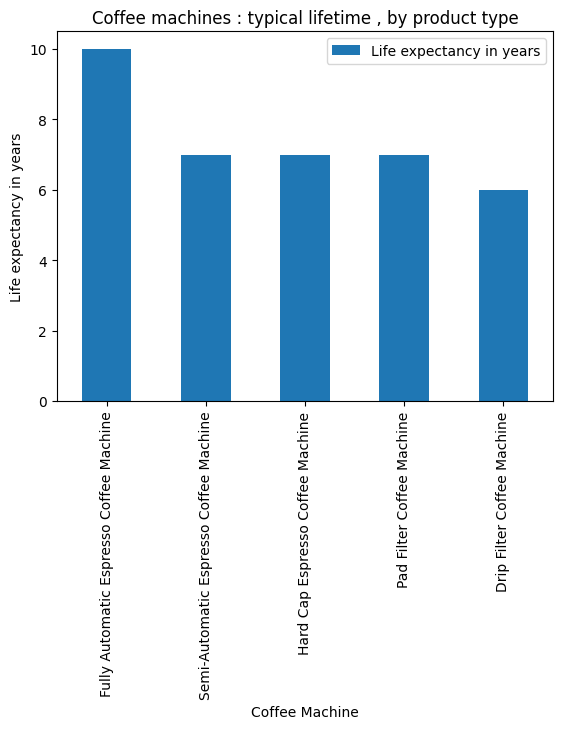 Coffee machines : typical lifetime , by product type
Life expectancy in years
Life expectancy in years
10
8
6
4
2
0
Fully Automatic Espresso Coffee Machine
Semi-Automatic Espresso Coffee Machine
Hard Cap Espresso Coffee Machine
Pad Filter Coffee Machine
Drip Filter Coffee Machine
Coffee Machine